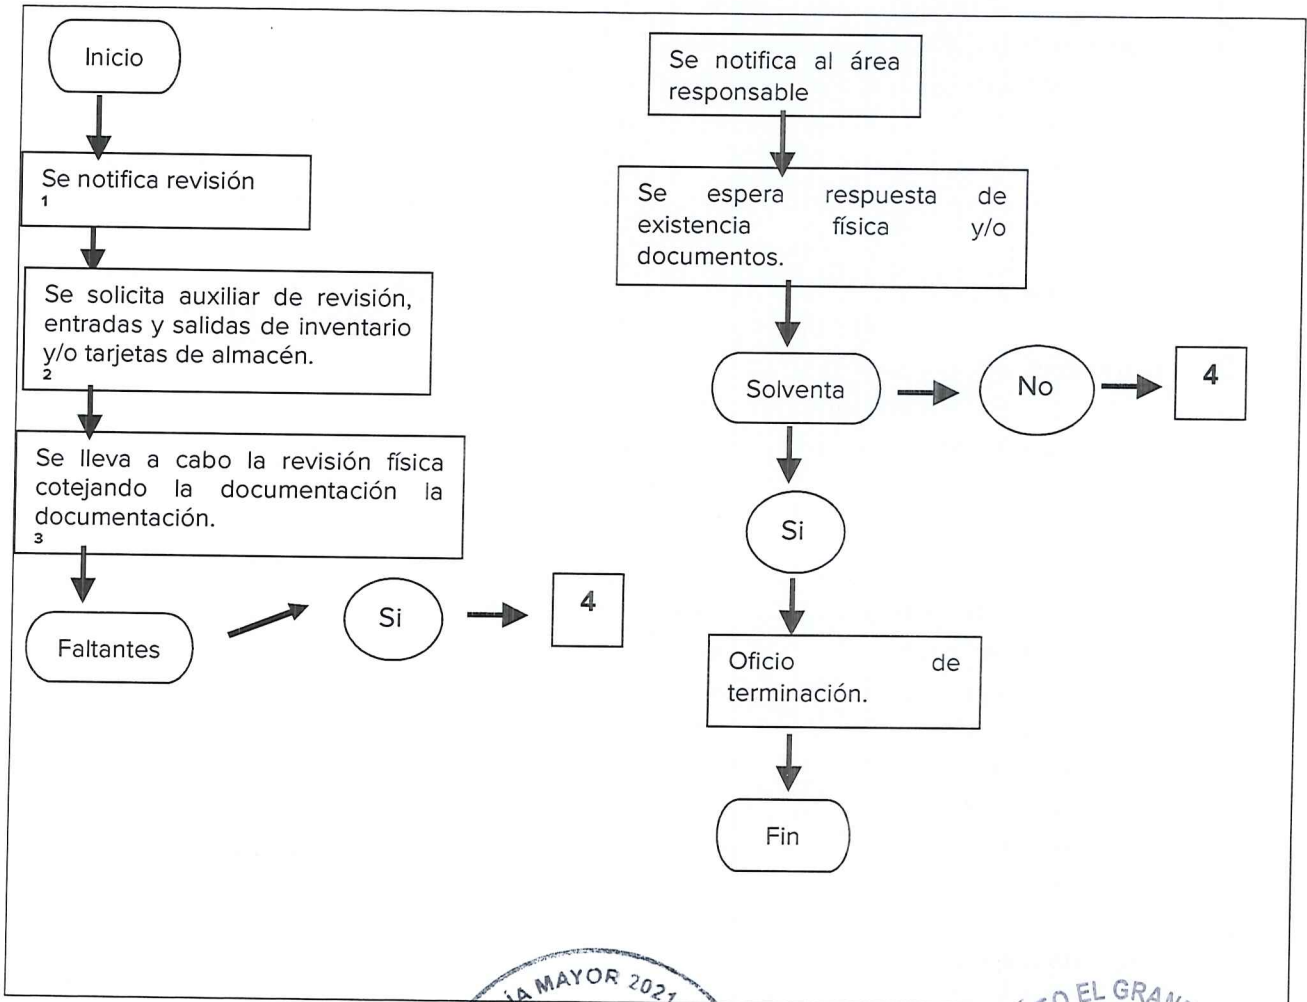 Inicio
Se notifica revisión
1
Se solicita auxiliar de revisión,
entradas y salidas de inventario
y/o tarjetas de almacén.
2
Se lleva a cabo la revisión física
cotejando la documentación la
documentación.
3
Faltantes
Si
4
Se notifica al área
responsable
Se espera respuesta de
existencia física y/o
documentos.
Solventa
No
4
Si
Oficio de
terminación.
Fin
MAYOR 2021
EL